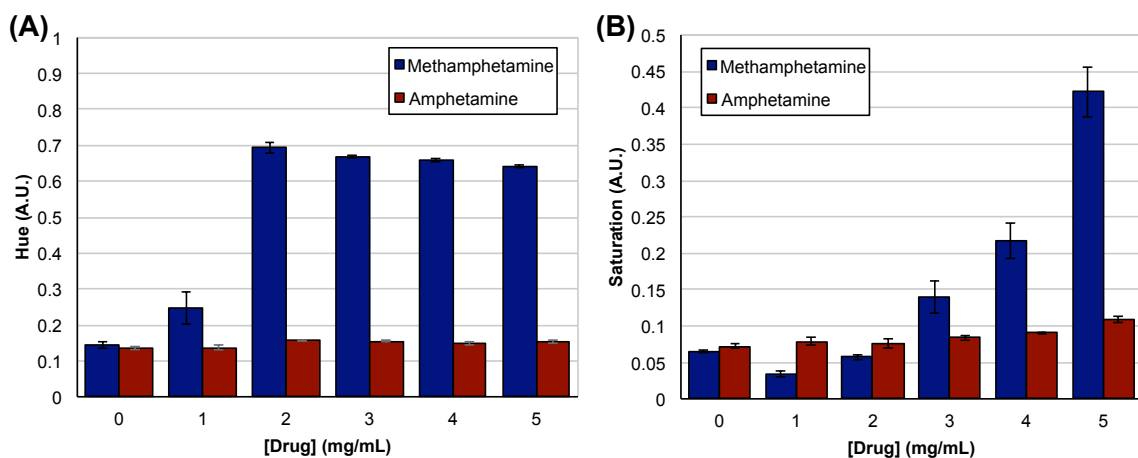 (A)
Hue (A.U.)
1
0.9
0.8
0.7
0.6
0.5
0.4
0.3
0.2
0.1
0
Methamphetamine
Amphetamine
0 1 2 3 4 5
[Drug] (mg/mL)
(B)
Saturation (A.U.)
0.5
0.45
0.4
0.35
0.3
0.25
0.2
0.15
0.1
0.05
0
Methamphetamine
Amphetamine
0 1 2 3 4 5
[Drug] (mg/mL)